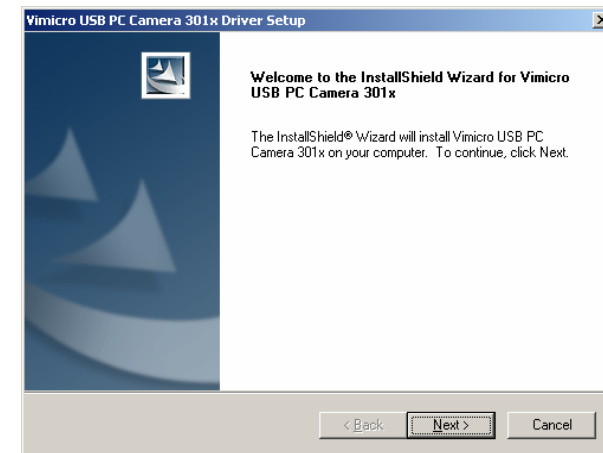 Vimicro USB PC Camera 301x Driver Setup
Welcome to the InstallShield Wizard for Vimicro
USB PC Camera 301x
The InstallShield® Wizard will install Vimicro USB PC
Camera 301x on your computer.  To continue, click Next.
< Back Next > Cancel